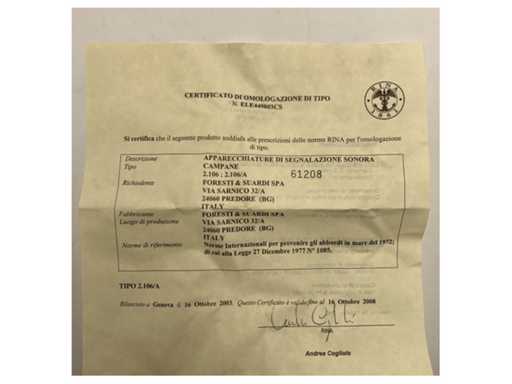 CERTIFICATO DI OMOLOGAZIONE DI TIPO
RINA
1861
Si certifica che il seguente prodotto soddisfa alle prescrizioni delle norme RINA per l'omologazione
di tipo.
Descrizione APPARECCHIATURE DI SEGNALAZIONE SONORA
Tipo CAMPANE
2.106 ; 2.106/A 61208
Richiedente FORESTI & SUARDI SPA
VIA SARNICO 32/A
24060 PREDORE (BG)
ITALY
Fabbricante FORESTI & SUARDI SPA
Luogo di produzione VIA SARNICO 32/A
24060 PREDORE (BG)
ITALY
Norme di riferimento Norme Internazionali per prevenire gli abbordi in mare del 1972;
di cui alla Legge 27 Dicembre 1977 N° 1085.
TIPO 2.106/A
Rilasciato a Genova il 16 Ottobre 2003. Questo Certificato è valido fino al 16 Ottobre 2008
RINA
Andrea Cogliolo